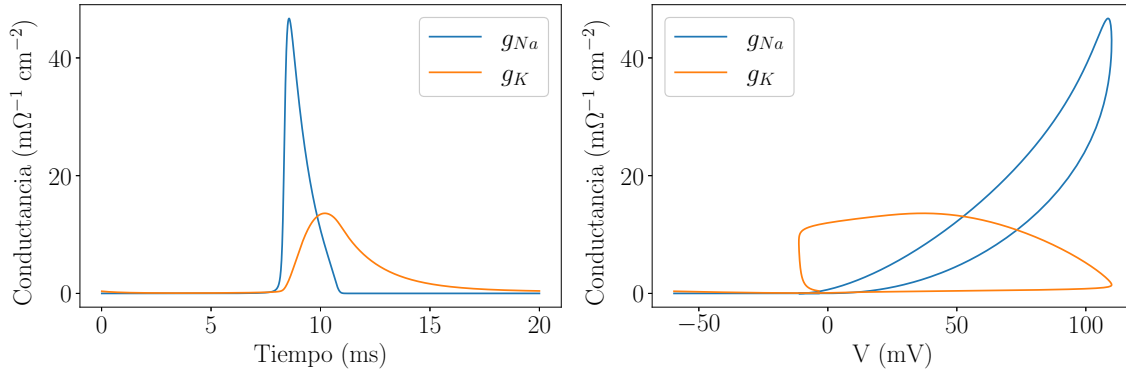 Conductancia (mΩ⁻¹ cm⁻²)
40
20
0
g_Na
g_K
0 5 10 15 20
Tiempo (ms)
Conductancia (mΩ⁻¹ cm⁻²)
40
20
0
g_Na
g_K
−50 0 50 100
V (mV)